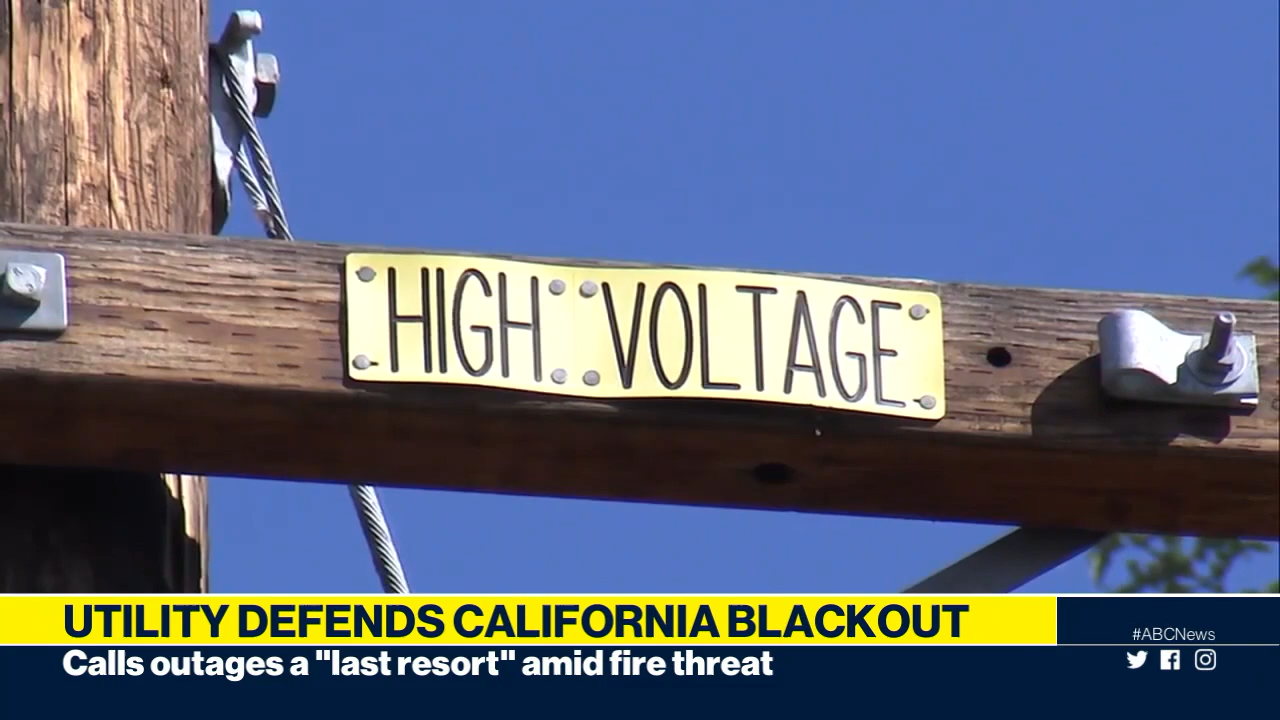 HIGH VOLTAGE
UTILITY DEFENDS CALIFORNIA BLACKOUT
#ABCNews
Calls outages a "last resort" amid fire threat